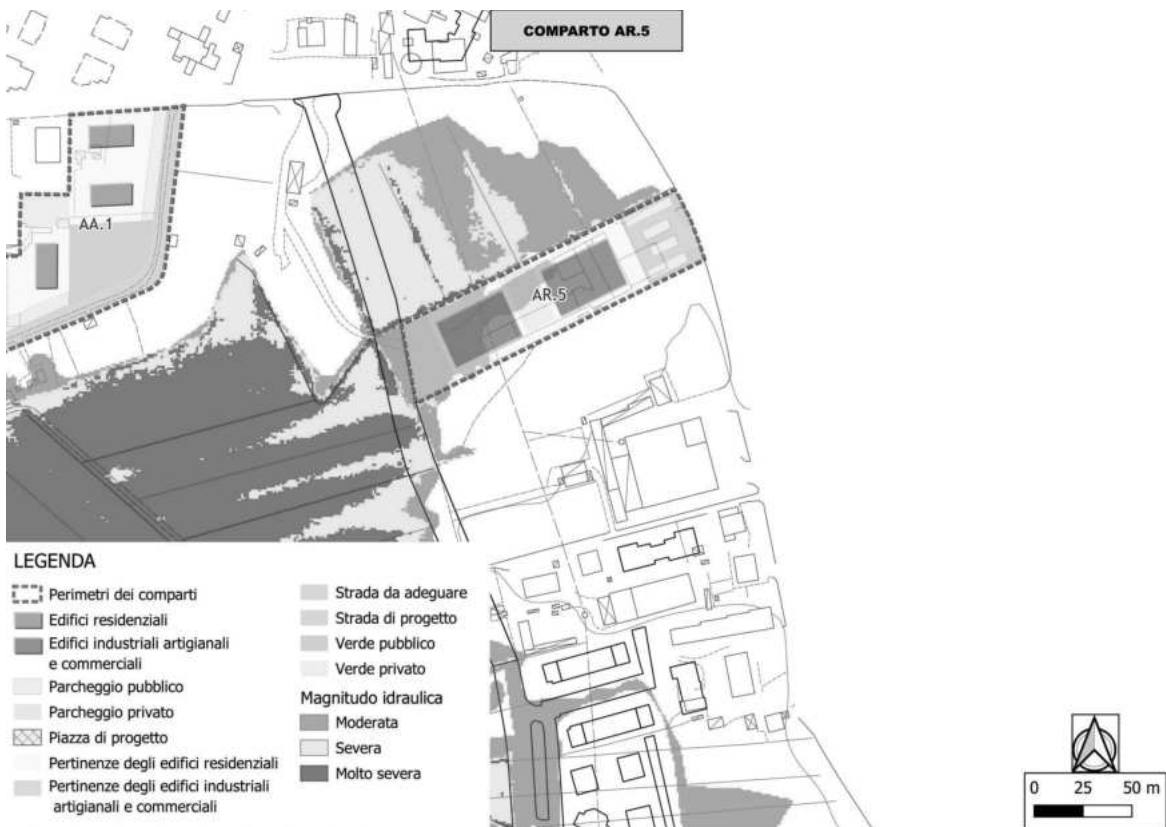 COMPARTO AR.5
AA.1
AR.5
LEGENDA
Perimetri dei comparti
Edifici residenziali
Edifici industriali artigianali
e commerciali
Parcheggio pubblico
Parcheggio privato
Piazza di progetto
Pertinenze degli edifici residenziali
Pertinenze degli edifici industriali
artigianali e commerciali
Strada da adeguare
Strada di progetto
Verde pubblico
Verde privato
Magnitudo idraulica
Moderata
Severa
Molto severa
0 25 50 m